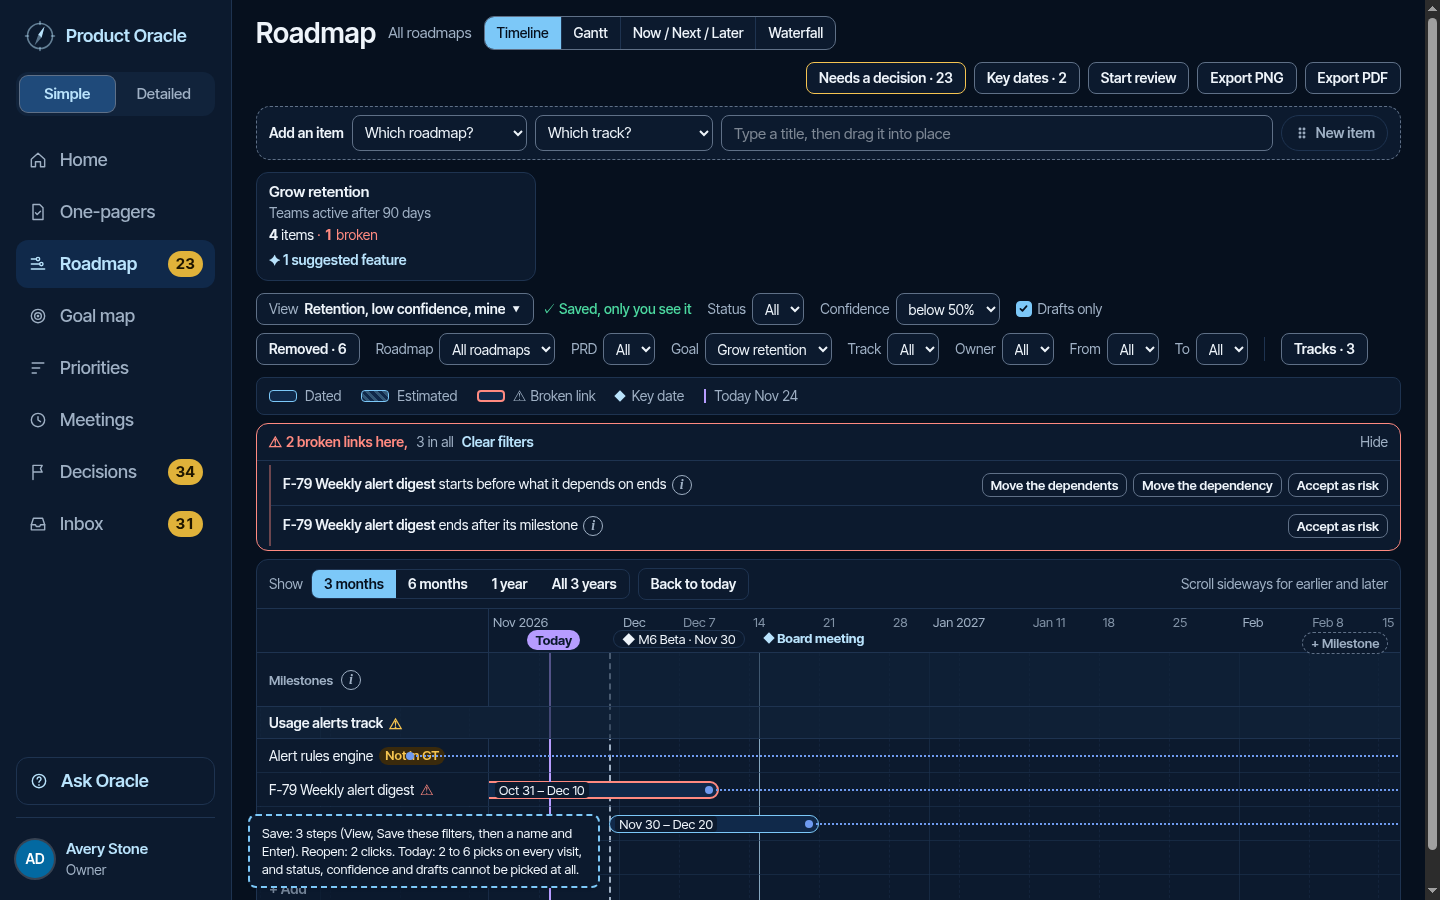 Product Oracle
Simple Detailed
Home
One-pagers
Roadmap 23
Goal map
Priorities
Meetings
Decisions 34
Inbox 31
Ask Oracle
AD Avery Stone
Owner
Roadmap All roadmaps Timeline Gantt Now / Next / Later Waterfall
Needs a decision · 23 Key dates · 2 Start review Export PNG Export PDF
Add an item Which roadmap? Which track? Type a title, then drag it into place New item
Grow retention
Teams active after 90 days
4 items · 1 broken
✦ 1 suggested feature
View Retention, low confidence, mine ▼ ✓ Saved, only you see it Status All Confidence below 50% Drafts only
Removed · 6 Roadmap All roadmaps PRD All Goal Grow retention Track All Owner All From All To All Tracks · 3
Dated Estimated ⚠ Broken link ◆ Key date Today Nov 24
⚠ 2 broken links here, 3 in all Clear filters Hide
F-79 Weekly alert digest starts before what it depends on ends i Move the dependents Move the dependency Accept as risk
F-79 Weekly alert digest ends after its milestone i Accept as risk
Show 3 months 6 months 1 year All 3 years Back to today Scroll sideways for earlier and later
Nov 2026 Dec Dec 7 14 21 28 Jan 2027 Jan 11 18 25 Feb Feb 8 15
Today ◆ M6 Beta · Nov 30 ◆ Board meeting + Milestone
Milestones i
Usage alerts track ⚠
Alert rules engine Not in GT
F-79 Weekly alert digest ⚠ Oct 31 – Dec 10
Nov 30 – Dec 20
Save: 3 steps (View, Save these filters, then a name and
Enter). Reopen: 2 clicks. Today: 2 to 6 picks on every visit,
and status, confidence and drafts cannot be picked at all.
+ Add